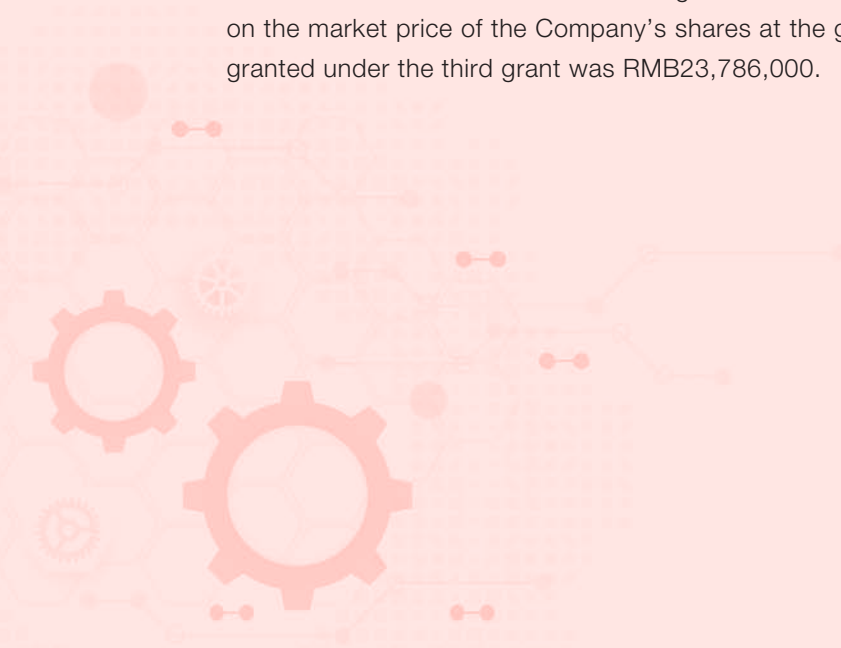 on the market price of the Company’s shares at the
granted under the third grant was RMB23,786,000.